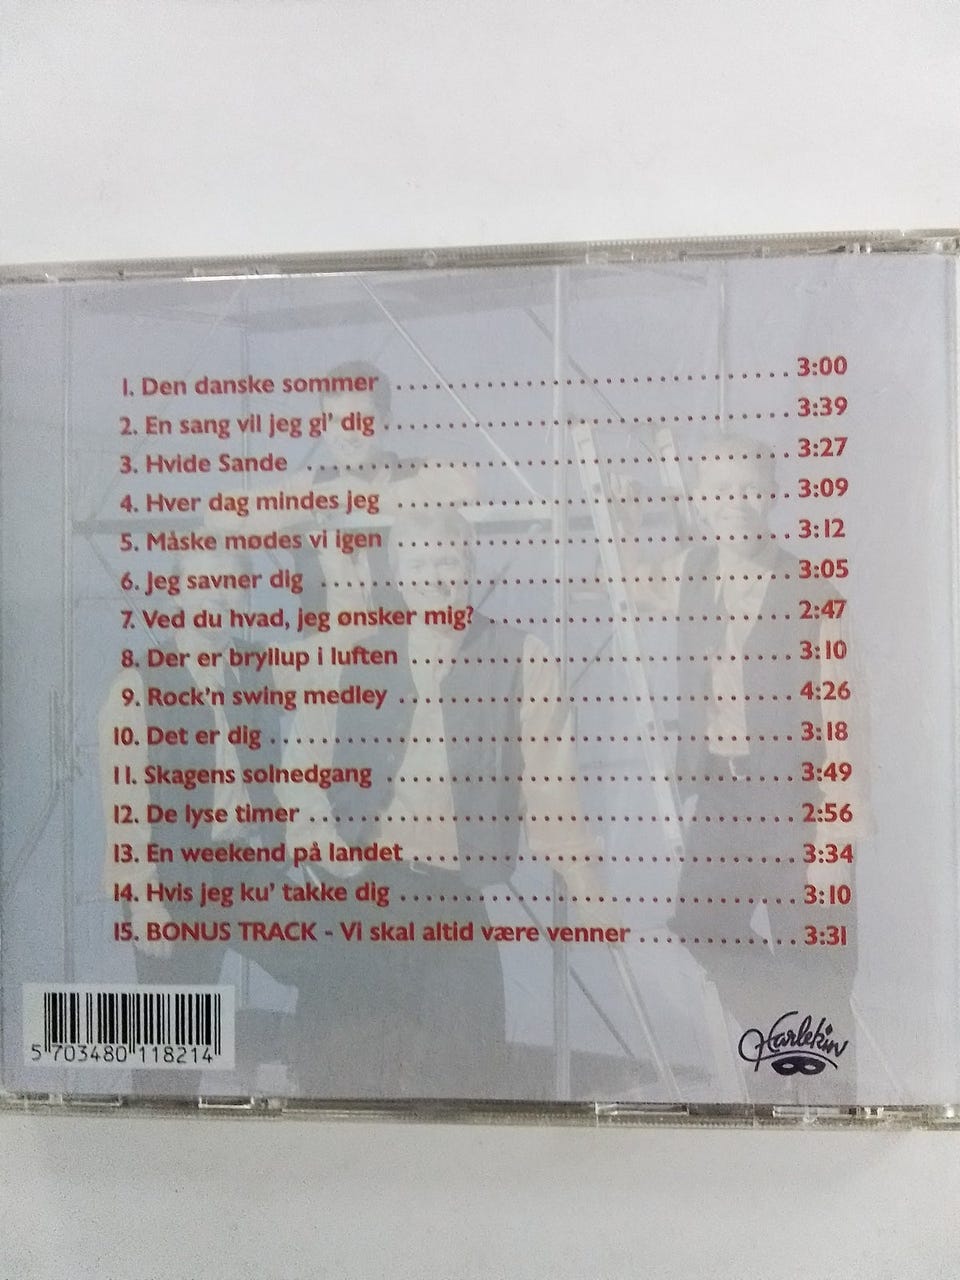 1. Den danske sommer ........................ 3:00
2. En sang vil jeg gi' dig ........................ 3:39
3. Hvide Sande ........................ 3:27
4. Hver dag mindes jeg ........................ 3:09
5. Måske mødes vi igen ........................ 3:12
6. Jeg savner dig ........................ 3:05
7. Ved du hvad, jeg ønsker mig? ........................ 2:47
8. Der er bryllup i luften ........................ 3:10
9. Rock'n swing medley ........................ 4:26
10. Det er dig ........................ 3:18
11. Skagens solnedgang ........................ 3:49
12. De lyse timer ........................ 2:56
13. En weekend på landet ........................ 3:34
14. Hvis jeg ku' takke dig ........................ 3:10
15. BONUS TRACK - Vi skal altid være venner ............ 3:31
5 703480 118214
Harlekin